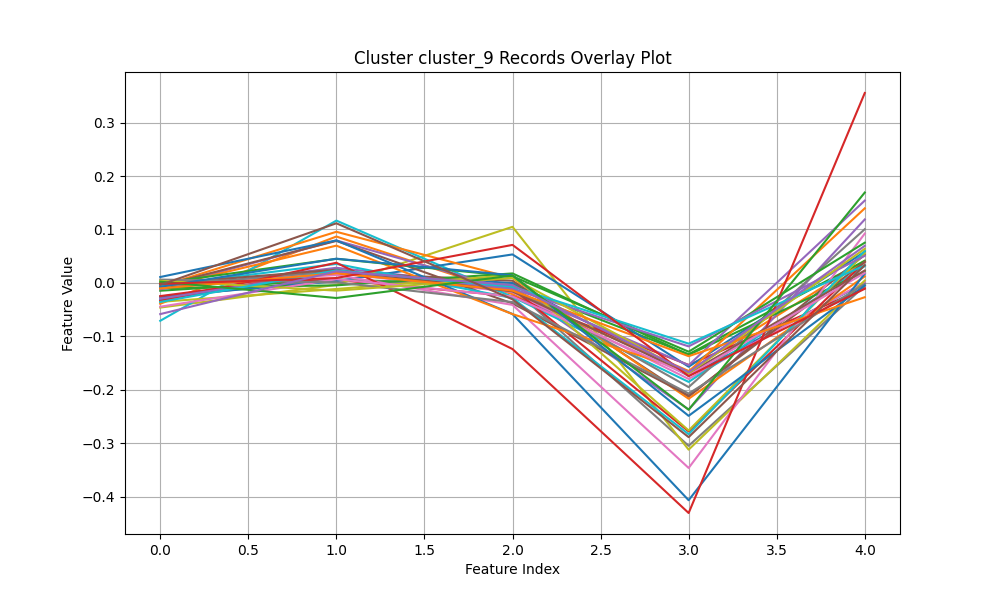 Cluster cluster_9 Records Overlay Plot
0.3
0.2
0.1
0.0
−0.1
−0.2
−0.3
−0.4
Feature Value
0.0 0.5 1.0 1.5 2.0 2.5 3.0 3.5 4.0
Feature Index